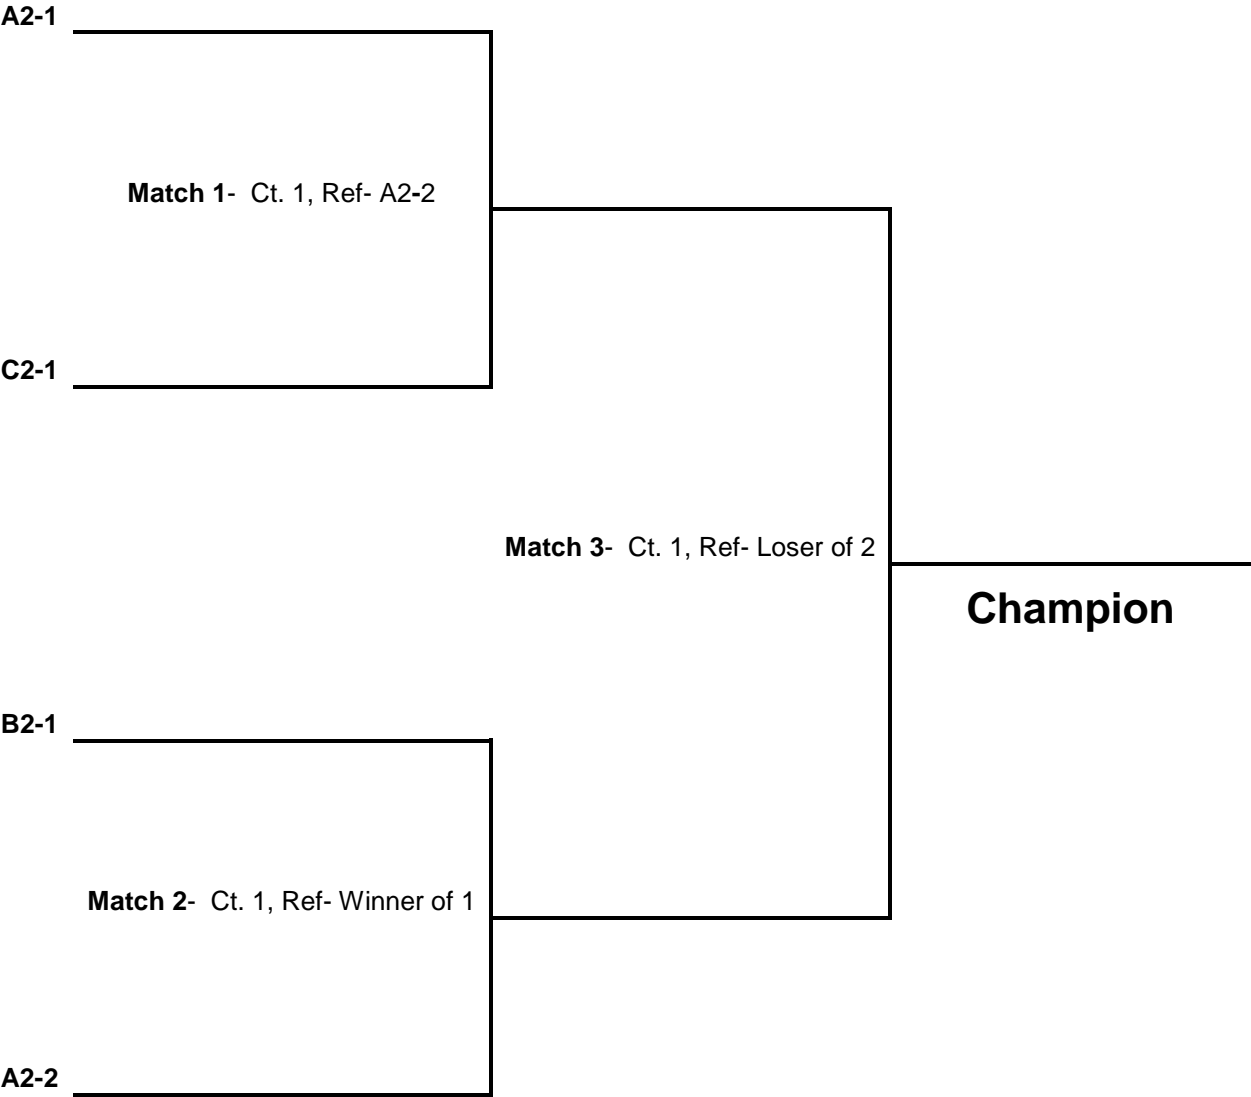 A2-1
Match 1-  Ct. 1, Ref- A2-2
C2-1
Match 3-  Ct. 1, Ref- Loser of 2
Champion
B2-1
Match 2-  Ct. 1, Ref- Winner of 1
A2-2